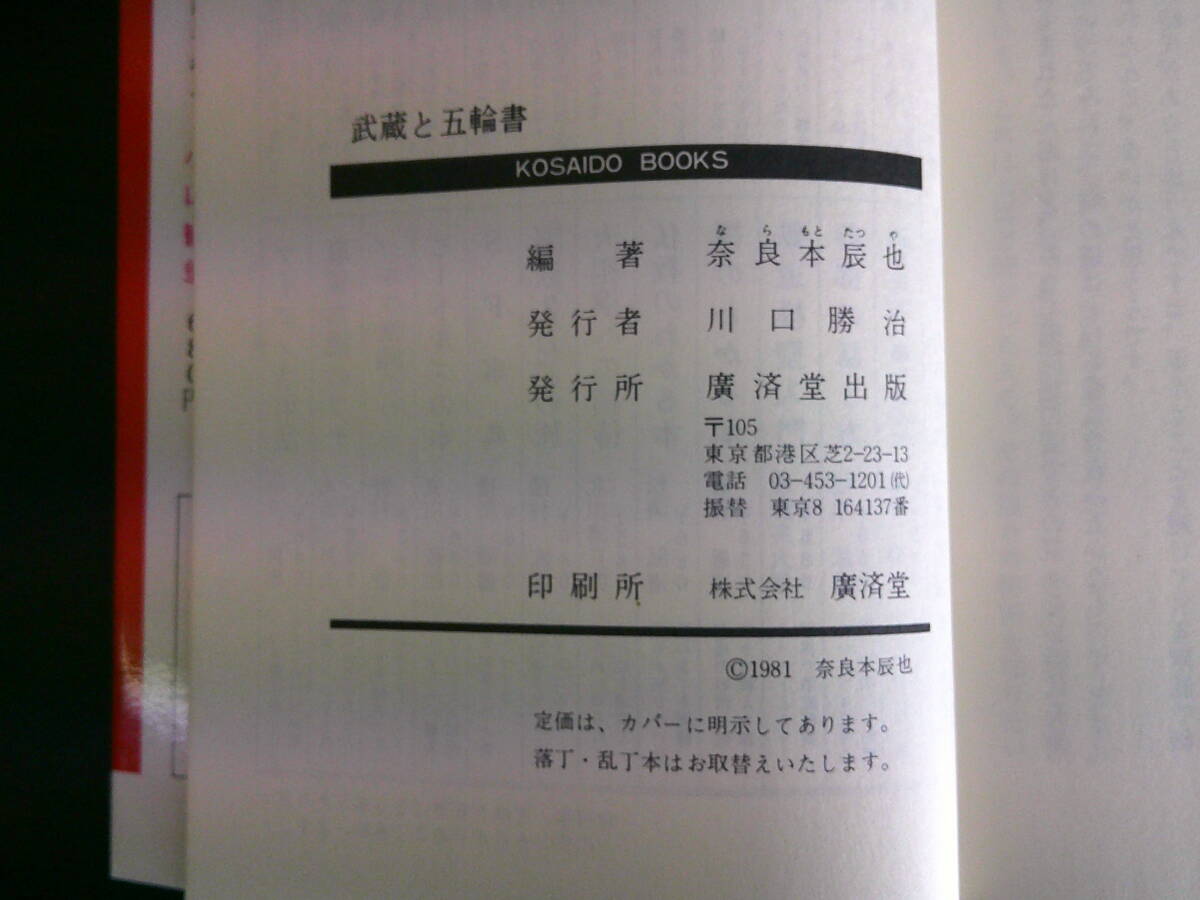 武蔵と五輪書
KOSAIDO BOOKS
編著 奈良本辰也
なら もと たつ や
発行者 川口勝治
発行所 廣済堂出版
〒105
東京都港区芝2-23-13
電話 03-453-1201(代)
振替 東京8 164137番
印刷所 株式会社 廣済堂
©1981 奈良本辰也
定価は、カバーに明示してあります。
落丁・乱丁本はお取替えいたします。